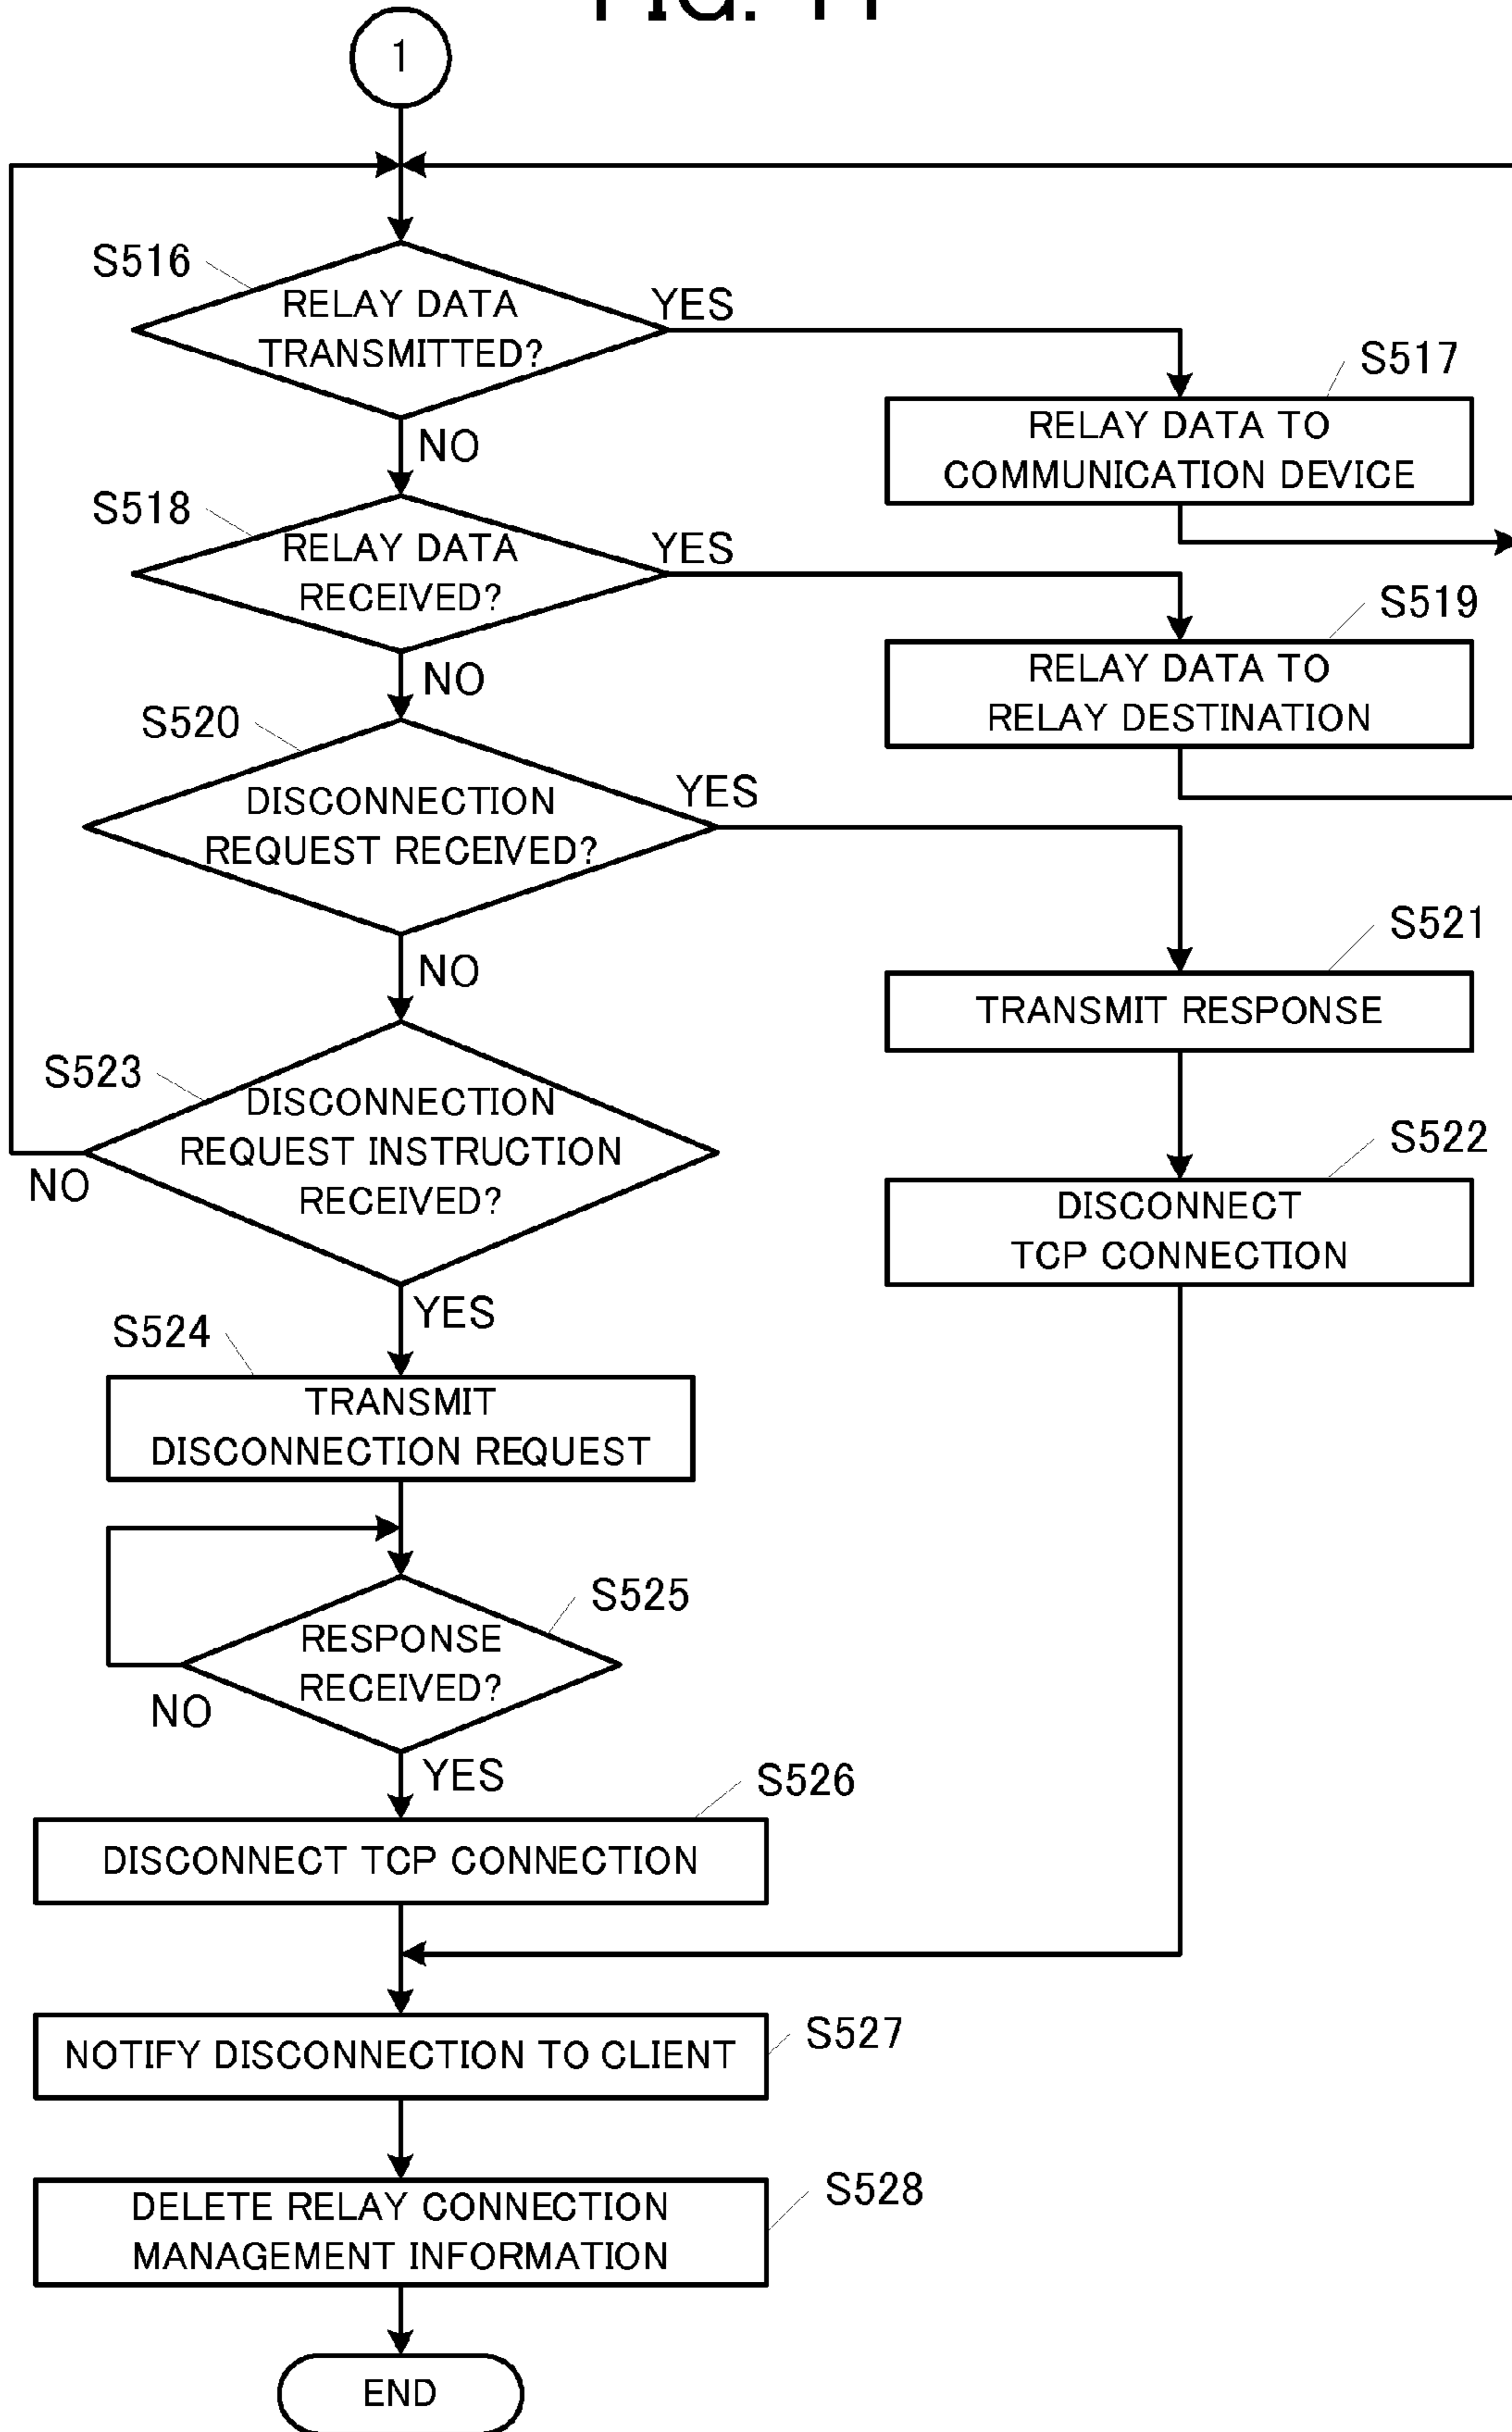 1
S516
RELAY DATA
TRANSMITTED?
YES
NO
S517
RELAY DATA TO
COMMUNICATION DEVICE
S518
RELAY DATA
RECEIVED?
YES
NO
S519
RELAY DATA TO
RELAY DESTINATION
S520
DISCONNECTION
REQUEST RECEIVED?
YES
NO
S521
TRANSMIT RESPONSE
S522
DISCONNECT
TCP CONNECTION
S523
DISCONNECTION
REQUEST INSTRUCTION
RECEIVED?
NO
YES
S524
TRANSMIT
DISCONNECTION REQUEST
S525
RESPONSE
RECEIVED?
NO
YES
S526
DISCONNECT TCP CONNECTION
NOTIFY DISCONNECTION TO CLIENT
S527
DELETE RELAY CONNECTION
MANAGEMENT INFORMATION
S528
END